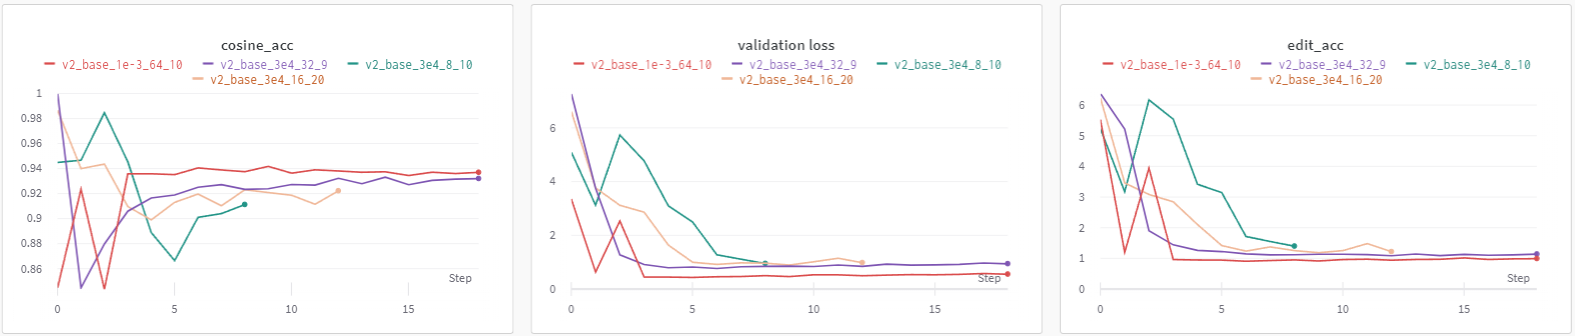 cosine_acc
v2_base_1e-3_64_10 v2_base_3e4_32_9 v2_base_3e4_8_10
v2_base_3e4_16_20
1
0.98
0.96
0.94
0.92
0.9
0.88
0.86
Step
0 5 10 15
validation loss
v2_base_1e-3_64_10 v2_base_3e4_32_9 v2_base_3e4_8_10
v2_base_3e4_16_20
6
4
2
0
Step
0 5 10 15
edit_acc
v2_base_1e-3_64_10 v2_base_3e4_32_9 v2_base_3e4_8_10
v2_base_3e4_16_20
6
5
4
3
2
1
0
Step
0 5 10 15